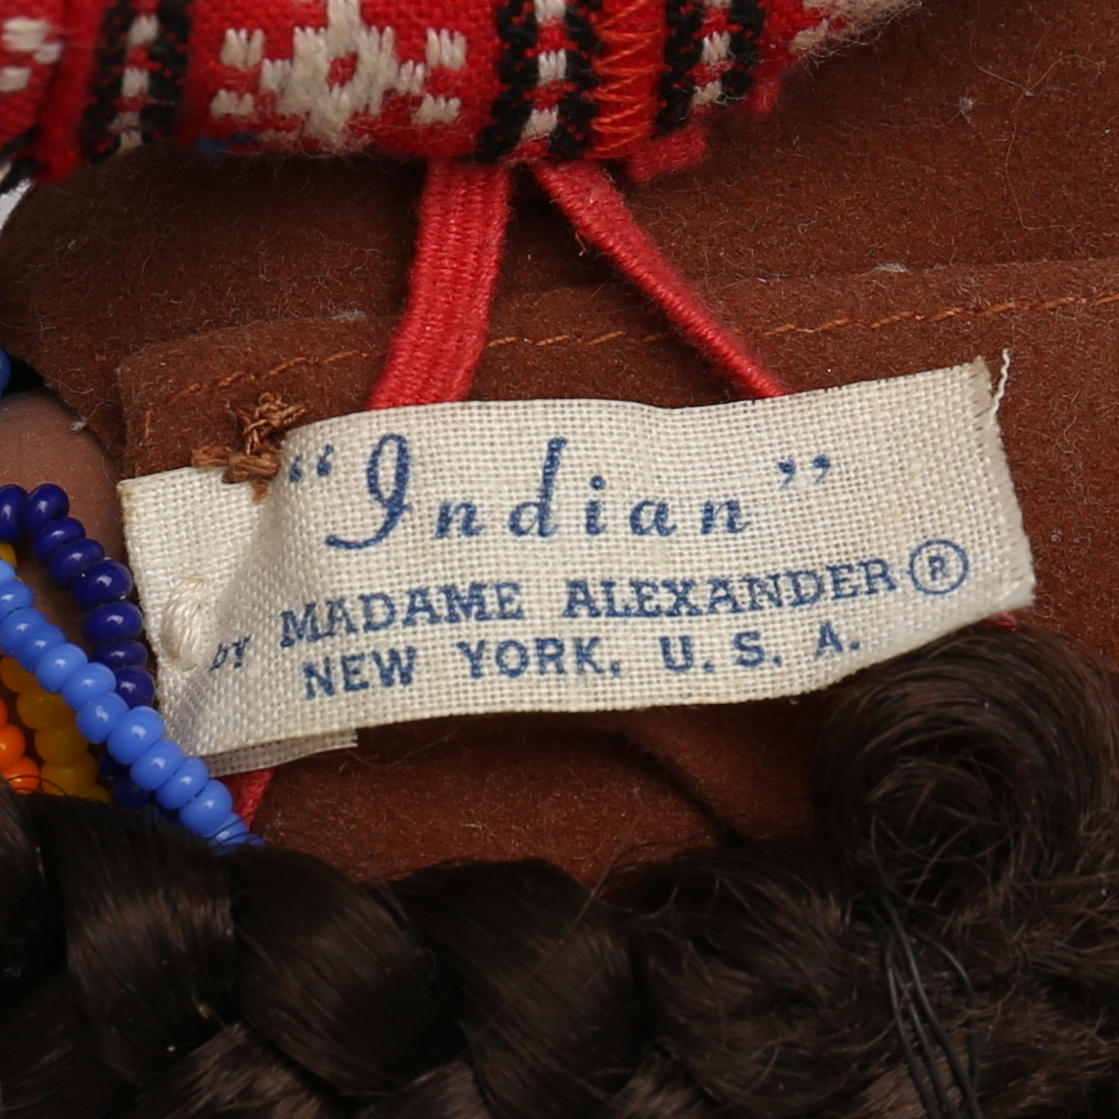 “Indian”
BY MADAME ALEXANDER®
NEW YORK. U. S. A.